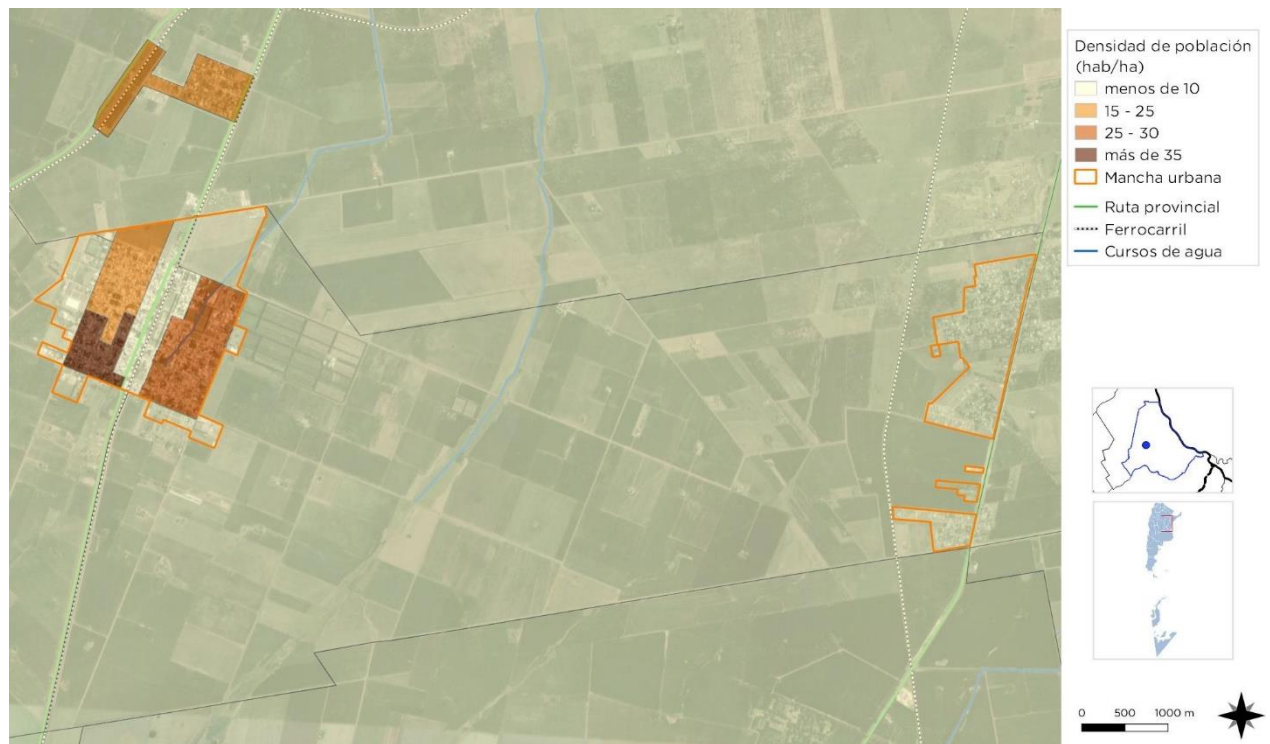 Densidad de población
(hab/ha)
menos de 10
15 - 25
25 - 30
más de 35
Mancha urbana
Ruta provincial
Ferrocarril
Cursos de agua
0 500 1000 m